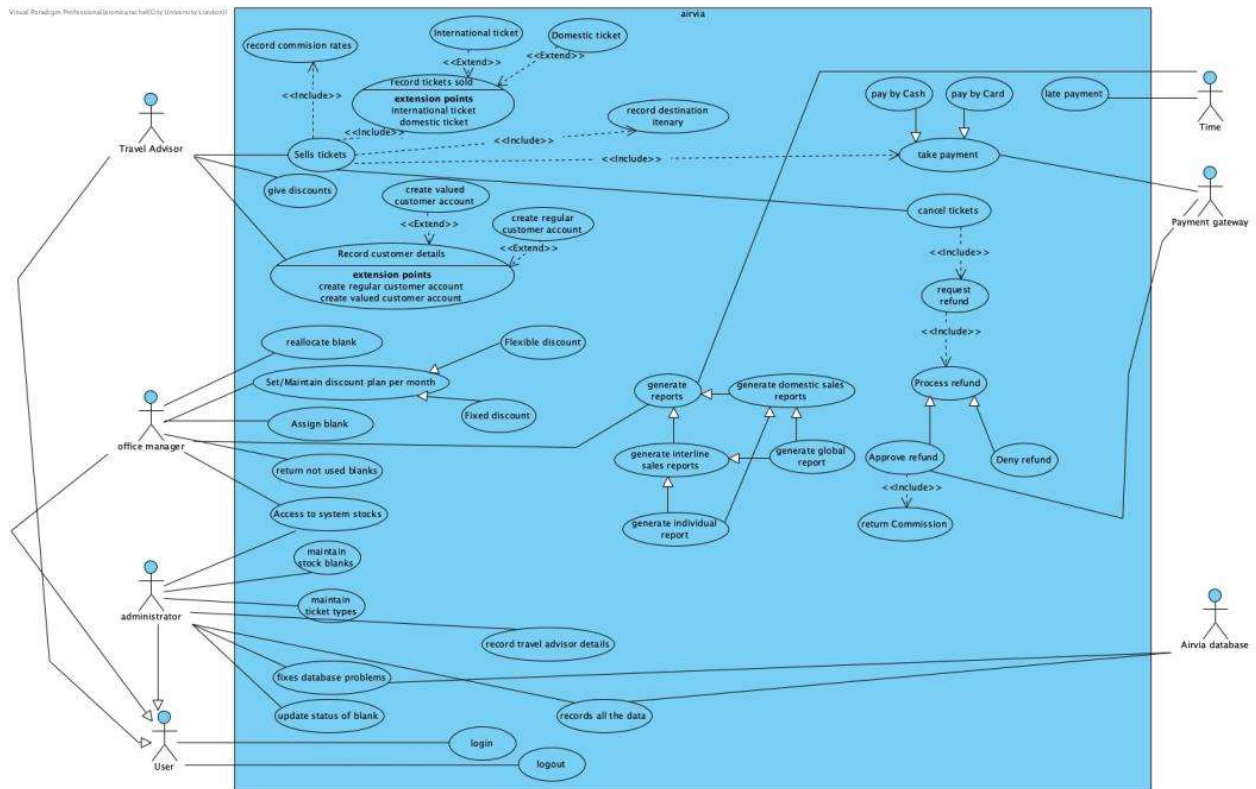 Visual Paradigm Professional(aromicanschel(City University London))
airvia
record commision rates
International ticket
Domestic ticket
<<Extend>>
<<Extend>>
<<Include>>
record tickets sold
extension points
international ticket
domestic ticket
<<Include>>
record destination
itenary
<<Include>>
<<Include>>
pay by Cash
pay by Card
late payment
Time
Travel Advisor
Sells tickets
take payment
give discounts
create valued
customer account
<<Extend>>
create regular
customer account
<<Extend>>
cancel tickets
Payment gateway
Record customer details
extension points
create regular customer account
create valued customer account
<<Include>>
request
refund
<<Include>>
reallocate blank
Flexible discount
Set/Maintain discount plan per month
Fixed discount
generate
reports
generate domestic sales
reports
Process refund
office manager
Assign blank
return not used blanks
generate interline
sales reports
generate global
report
Approve refund
Deny refund
<<Include>>
Access to system stocks
generate individual
report
return Commission
maintain
stock blanks
administrator
maintain
ticket types
record travel advisor details
Airvia database
fixes database problems
update status of blank
records all the data
User
login
logout